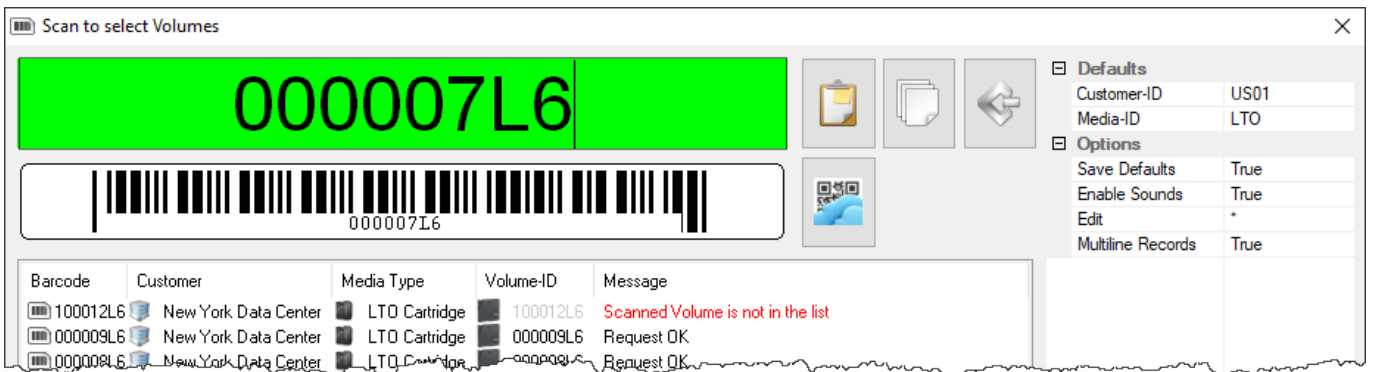 Scan to select Volumes
000007L6
000007L6
Defaults
Customer-ID US01
Media-ID LTO
Options
Save Defaults True
Enable Sounds True
Edit *
Multiline Records True
Barcode Customer Media Type Volume-ID Message
100012L6 New York Data Center LTO Cartridge 100012L6 Scanned Volume is not in the list
000009L6 New York Data Center LTO Cartridge 000009L6 Request OK
000008L6 New York Data Center LTO Cartridge 000008L6 Request OK